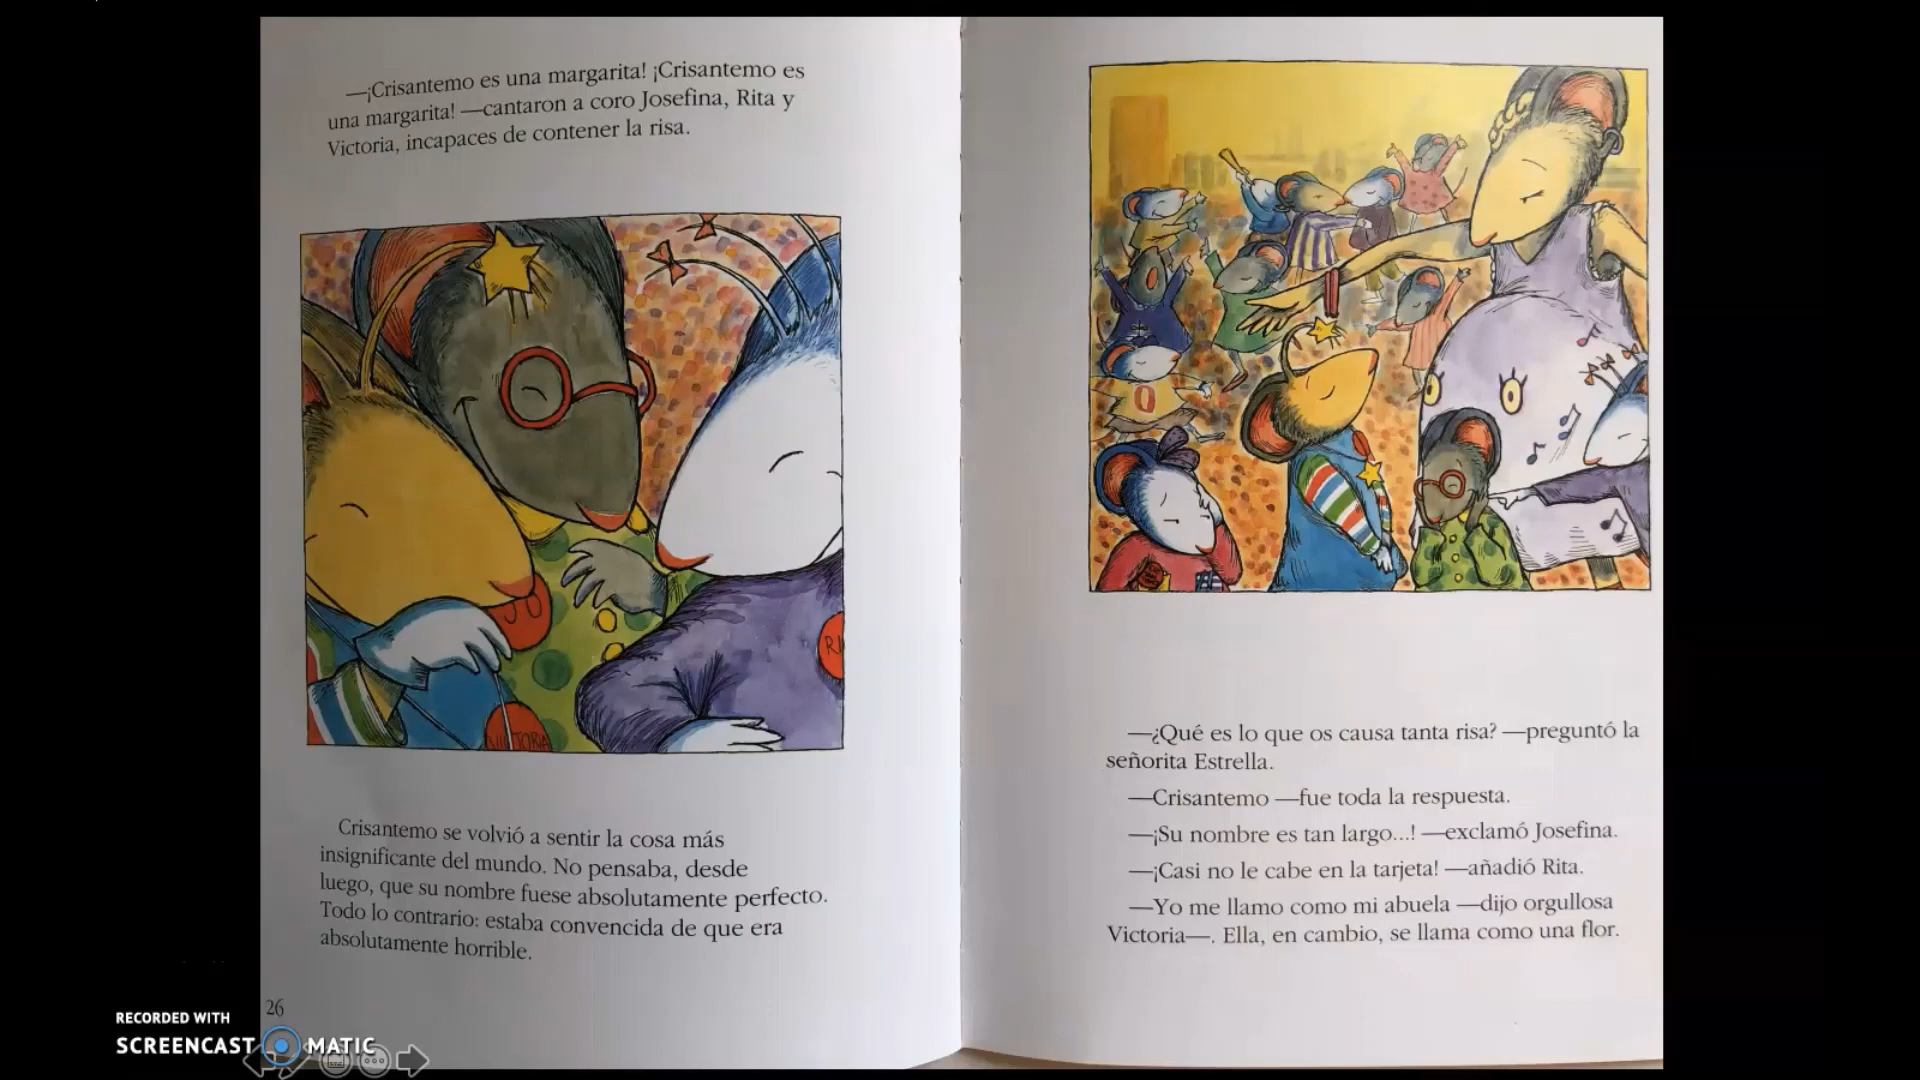 —¡Crisantemo es una margarita! ¡Crisantemo es
una margarita! —cantaron a coro Josefina, Rita y
Victoria, incapaces de contener la risa.
VICTORIA
RI
O
Crisantemo se volvió a sentir la cosa más
insignificante del mundo. No pensaba, desde
luego, que su nombre fuese absolutamente perfecto.
Todo lo contrario: estaba convencida de que era
absolutamente horrible.
26
—¿Qué es lo que os causa tanta risa? —preguntó la
señorita Estrella.
—Crisantemo —fue toda la respuesta.
—¡Su nombre es tan largo...! —exclamó Josefina.
—¡Casi no le cabe en la tarjeta! —añadió Rita.
—Yo me llamo como mi abuela —dijo orgullosa
Victoria—. Ella, en cambio, se llama como una flor.
RECORDED WITH
SCREENCAST MATIC